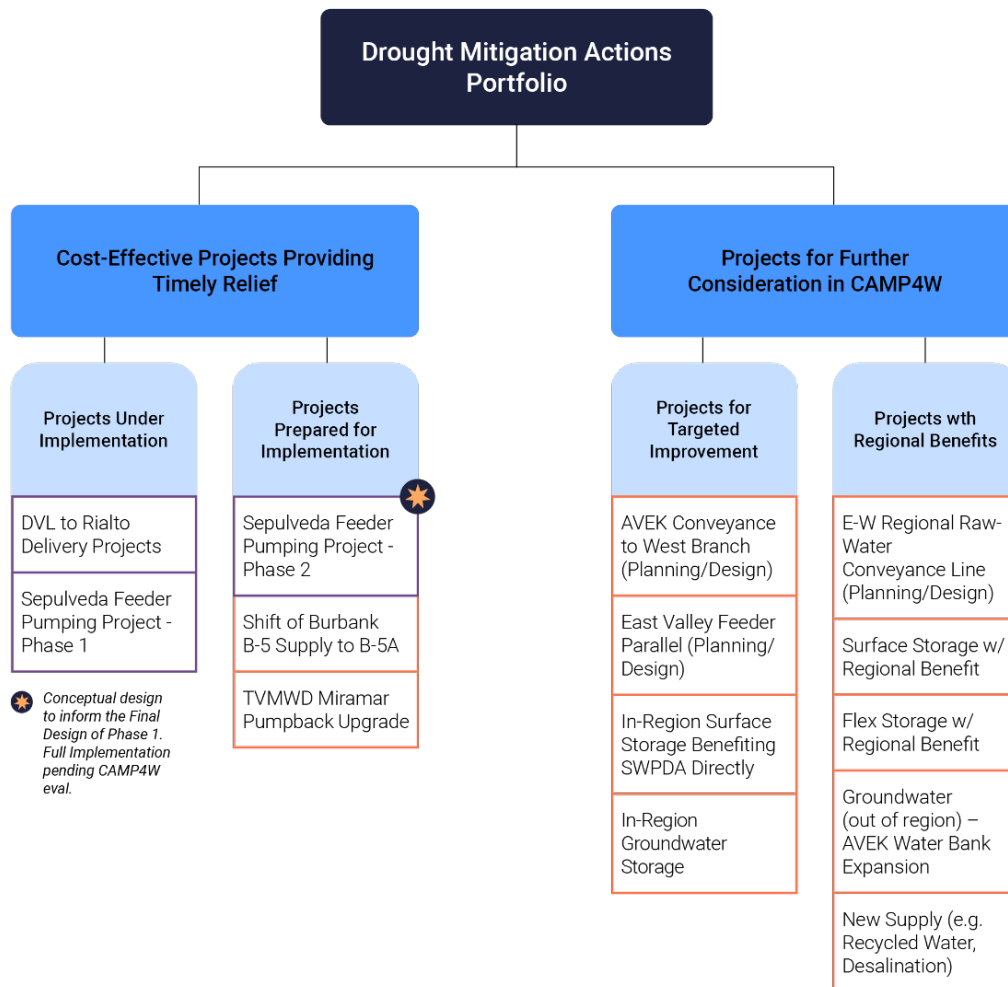 Drought Mitigation Actions
Portfolio
Cost-Effective Projects Providing
Timely Relief
Projects Under
Implementation
DVL to Rialto
Delivery Projects
Sepulveda Feeder
Pumping Project -
Phase 1
Conceptual design
to inform the Final
Design of Phase 1.
Full Implementation
pending CAMP4W
eval.
Projects
Prepared for
Implementation
Sepulveda Feeder
Pumping Project -
Phase 2
Shift of Burbank
B-5 Supply to B-5A
TVMWD Miramar
Pumpback Upgrade
Projects for Further
Consideration in CAMP4W
Projects for
Targeted
Improvement
AVEK Conveyance
to West Branch
(Planning/Design)
East Valley Feeder
Parallel (Planning/
Design)
In-Region Surface
Storage Benefiting
SWPDA Directly
In-Region
Groundwater
Storage
Projects wth
Regional Benefits
E-W Regional Raw-
Water
Conveyance Line
(Planning/Design)
Surface Storage w/
Regional Benefit
Flex Storage w/
Regional Benefit
Groundwater
(out of region) –
AVEK Water Bank
Expansion
New Supply (e.g.
Recycled Water,
Desalination)